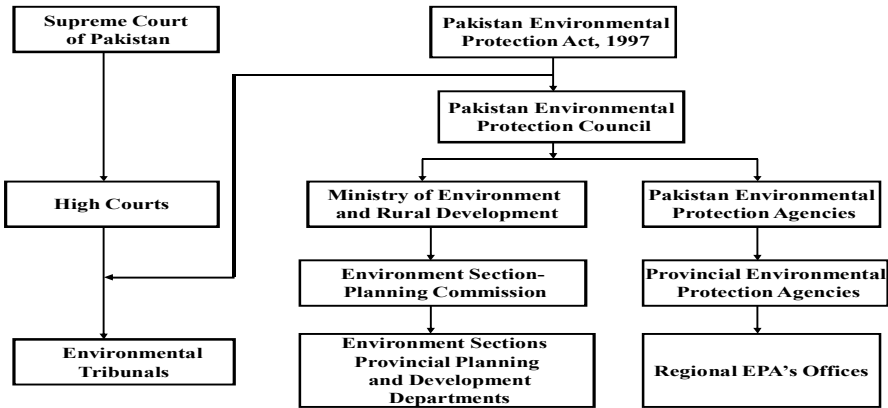 Supreme Court
of Pakistan
Pakistan Environmental
Protection Act, 1997
Pakistan Environmental
Protection Council
High Courts
Ministry of Environment
and Rural Development
Pakistan Environmental
Protection Agencies
Environment Section-
Planning Commission
Provincial Environmental
Protection Agencies
Environmental
Tribunals
Environment Sections
Provincial Planning
and Development
Departments
Regional EPA's Offices